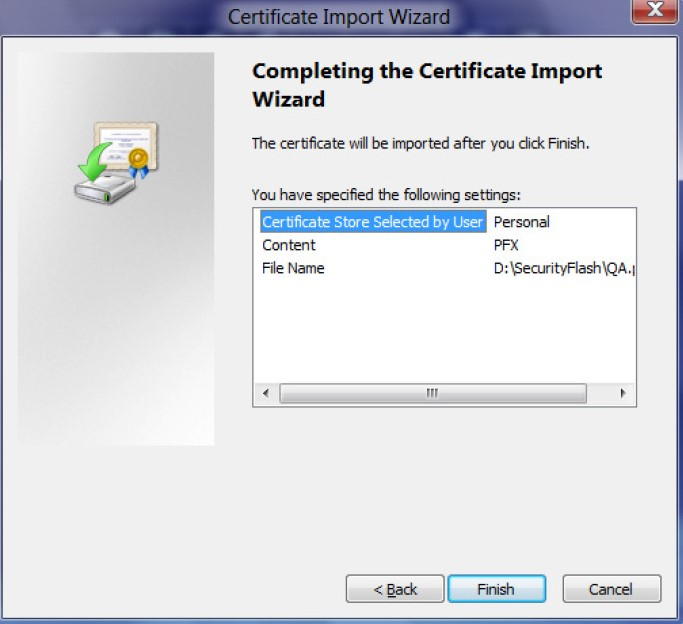 Certificate Import Wizard
Completing the Certificate Import
Wizard
The certificate will be imported after you click Finish.
You have specified the following settings:
Certificate Store Selected by User Personal
Content PFX
File Name D:\SecurityFlash\QA.p
< Back Finish Cancel